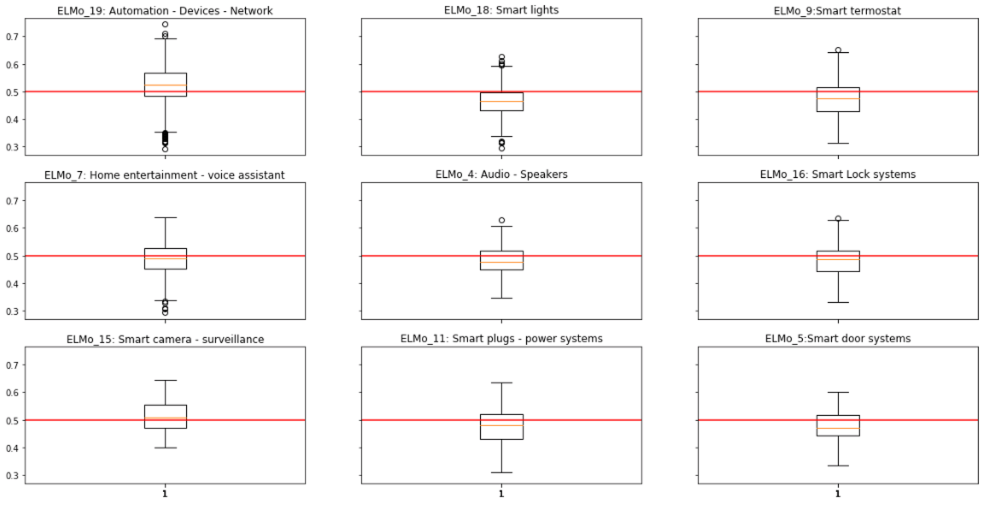 ELMo_19: Automation - Devices - Network
ELMo_18: Smart lights
ELMo_9:Smart termostat
0.7
0.6
0.5
0.4
0.3
ELMo_7: Home entertainment - voice assistant
ELMo_4: Audio - Speakers
ELMo_16: Smart Lock systems
0.7
0.6
0.5
0.4
0.3
ELMo_15: Smart camera - surveillance
ELMo_11: Smart plugs - power systems
ELMo_5:Smart door systems
0.7
0.6
0.5
0.4
0.3
1
1
1